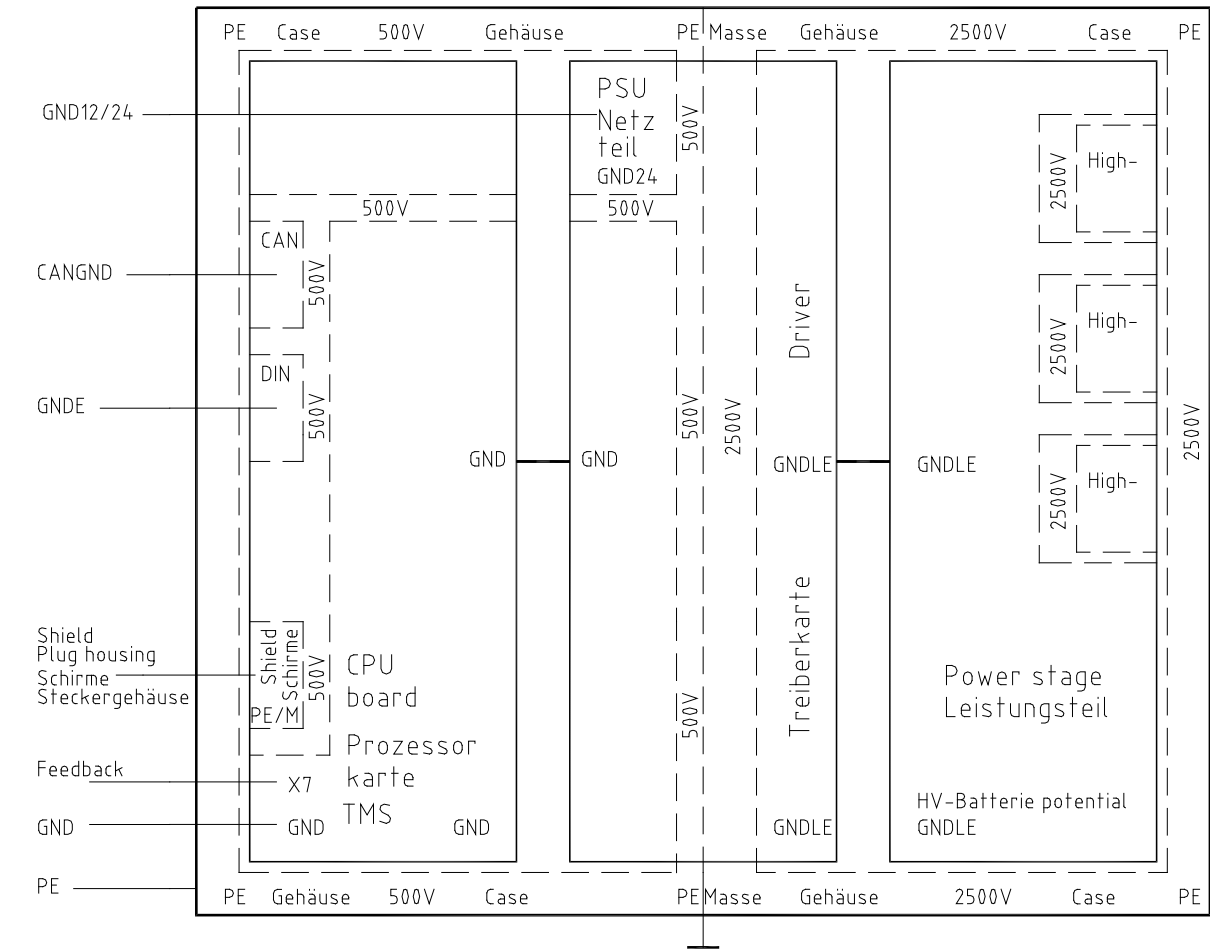 PE Case 500V Gehäuse PE Masse Gehäuse 2500V Case PE
GND12/24
PSU
Netz
teil
GND24
500V
500V
500V
CAN
500V
CANGND
DIN
500V
GNDE
GND
GND
Shield
Plug housing
Schirme
Steckergehäuse
Shield
Schirme
500V
PE/M
CPU
board
Prozessor
karte
TMS
Feedback
X7
GND
GND
GND
PE
500V
2500V
500V
Driver
Treiberkarte
GNDLE
GNDLE
GNDLE
2500V
High-
2500V
High-
2500V
High-
2500V
Power stage
Leistungsteil
HV-Batterie potential
GNDLE
PE Gehäuse 500V Case PE Masse Gehäuse 2500V Case PE